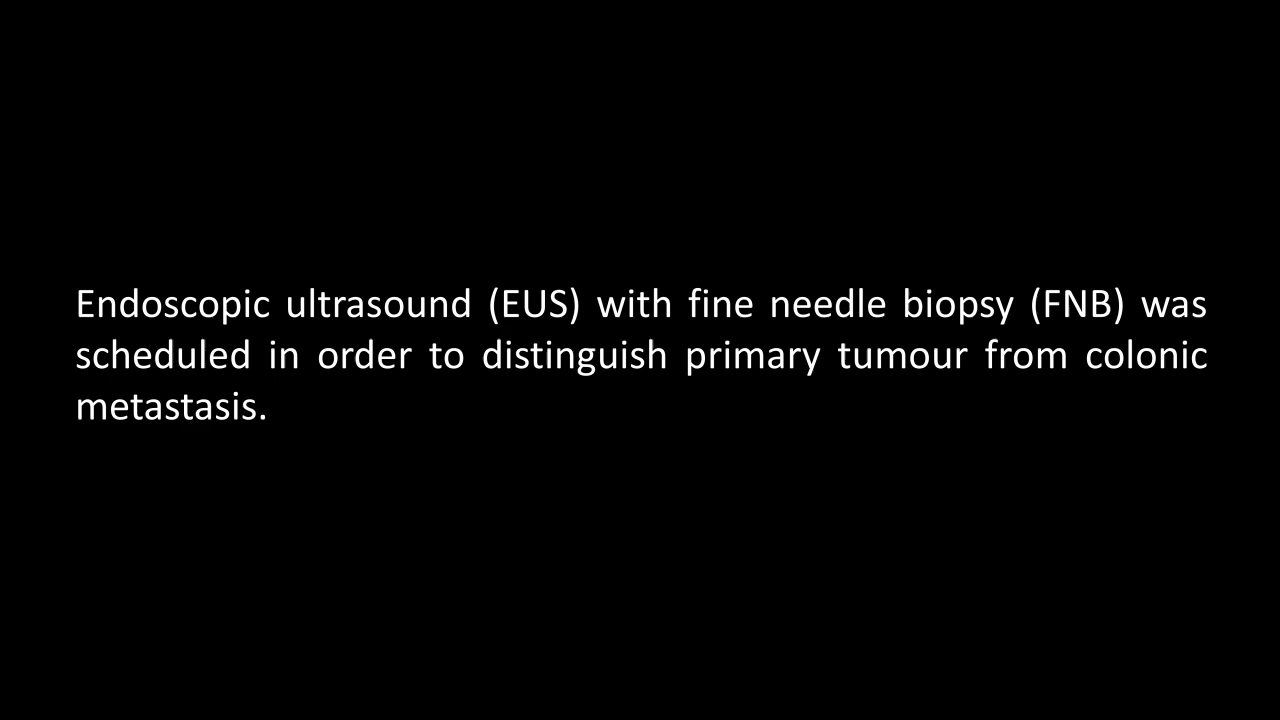 Endoscopic ultrasound (EUS) with fine needle biopsy (FNB) was
scheduled in order to distinguish primary tumour from colonic
metastasis.